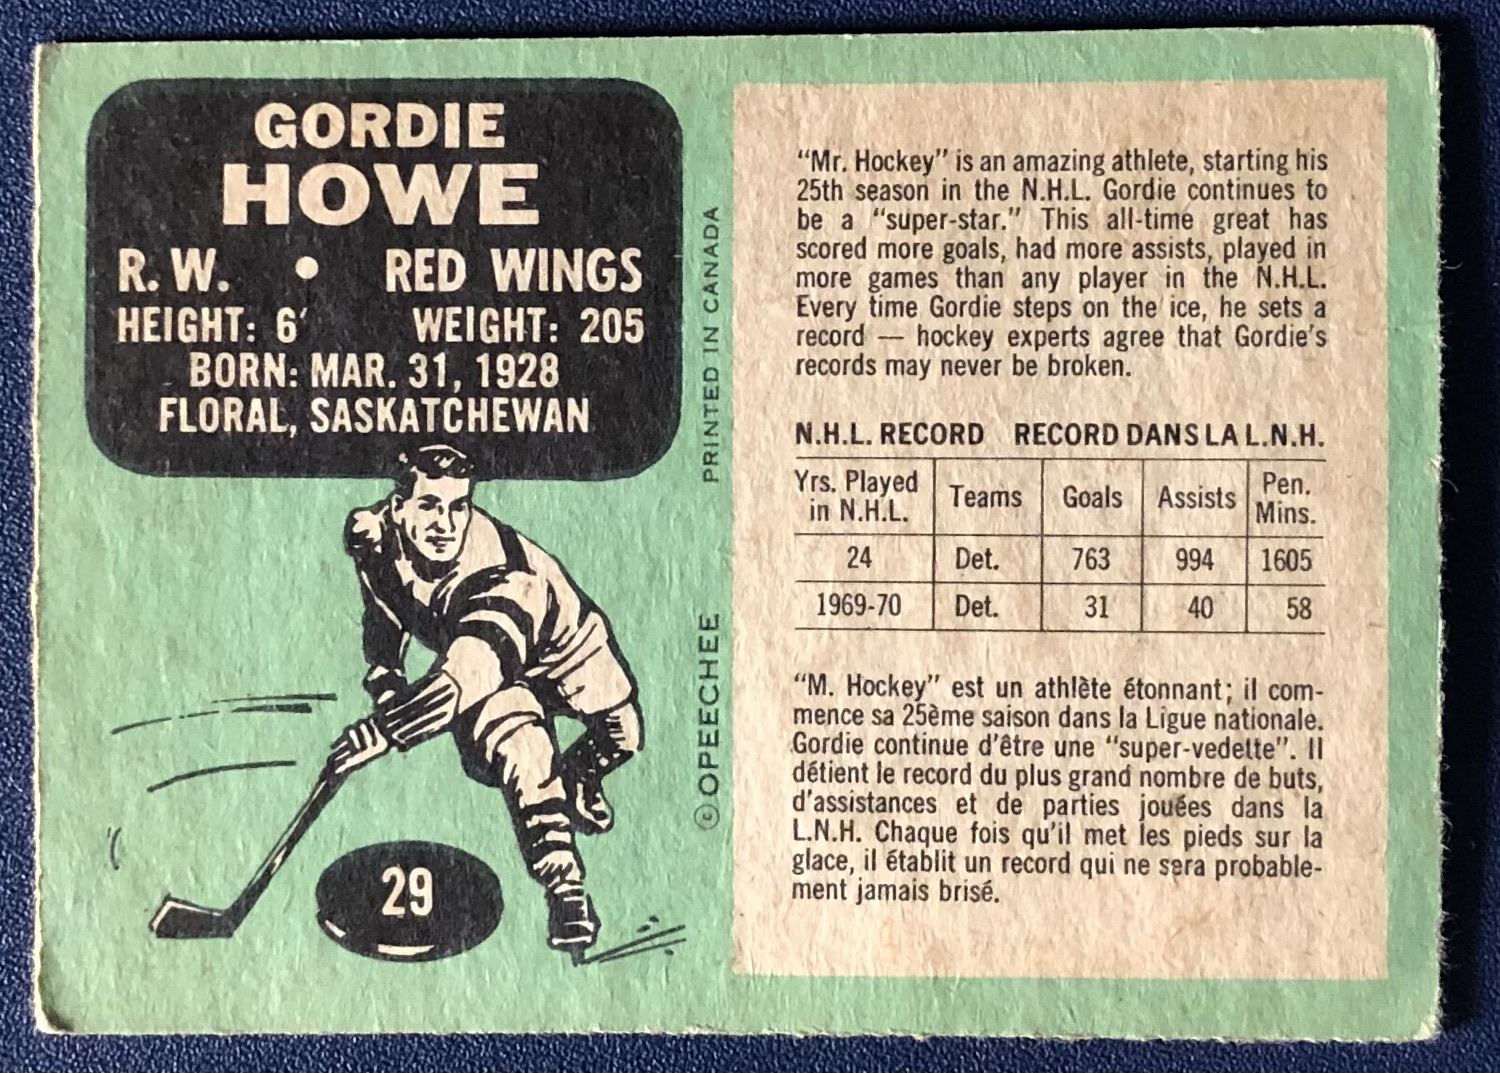 GORDIE
HOWE
R. W. • RED WINGS
HEIGHT: 6' WEIGHT: 205
BORN: MAR. 31, 1928
FLORAL, SASKATCHEWAN
29
PRINTED IN CANADA
© OPEECHEE
"Mr. Hockey" is an amazing athlete, starting his
25th season in the N.H.L. Gordie continues to
be a "super-star." This all-time great has
scored more goals, had more assists, played in
more games than any player in the N.H.L.
Every time Gordie steps on the ice, he sets a
record — hockey experts agree that Gordie's
records may never be broken.
N.H.L. RECORD RECORD DANS LA L.N.H.
Yrs. Played
in N.H.L. Teams Goals Assists Pen.
Mins.
24 Det. 763 994 1605
1969-70 Det. 31 40 58
"M. Hockey" est un athlète étonnant; il com-
mence sa 25ème saison dans la Ligue nationale.
Gordie continue d'être une "super-vedette". Il
détient le record du plus grand nombre de buts,
d'assistances et de parties jouées dans la
L.N.H. Chaque fois qu'il met les pieds sur la
glace, il établit un record qui ne sera probable-
ment jamais brisé.